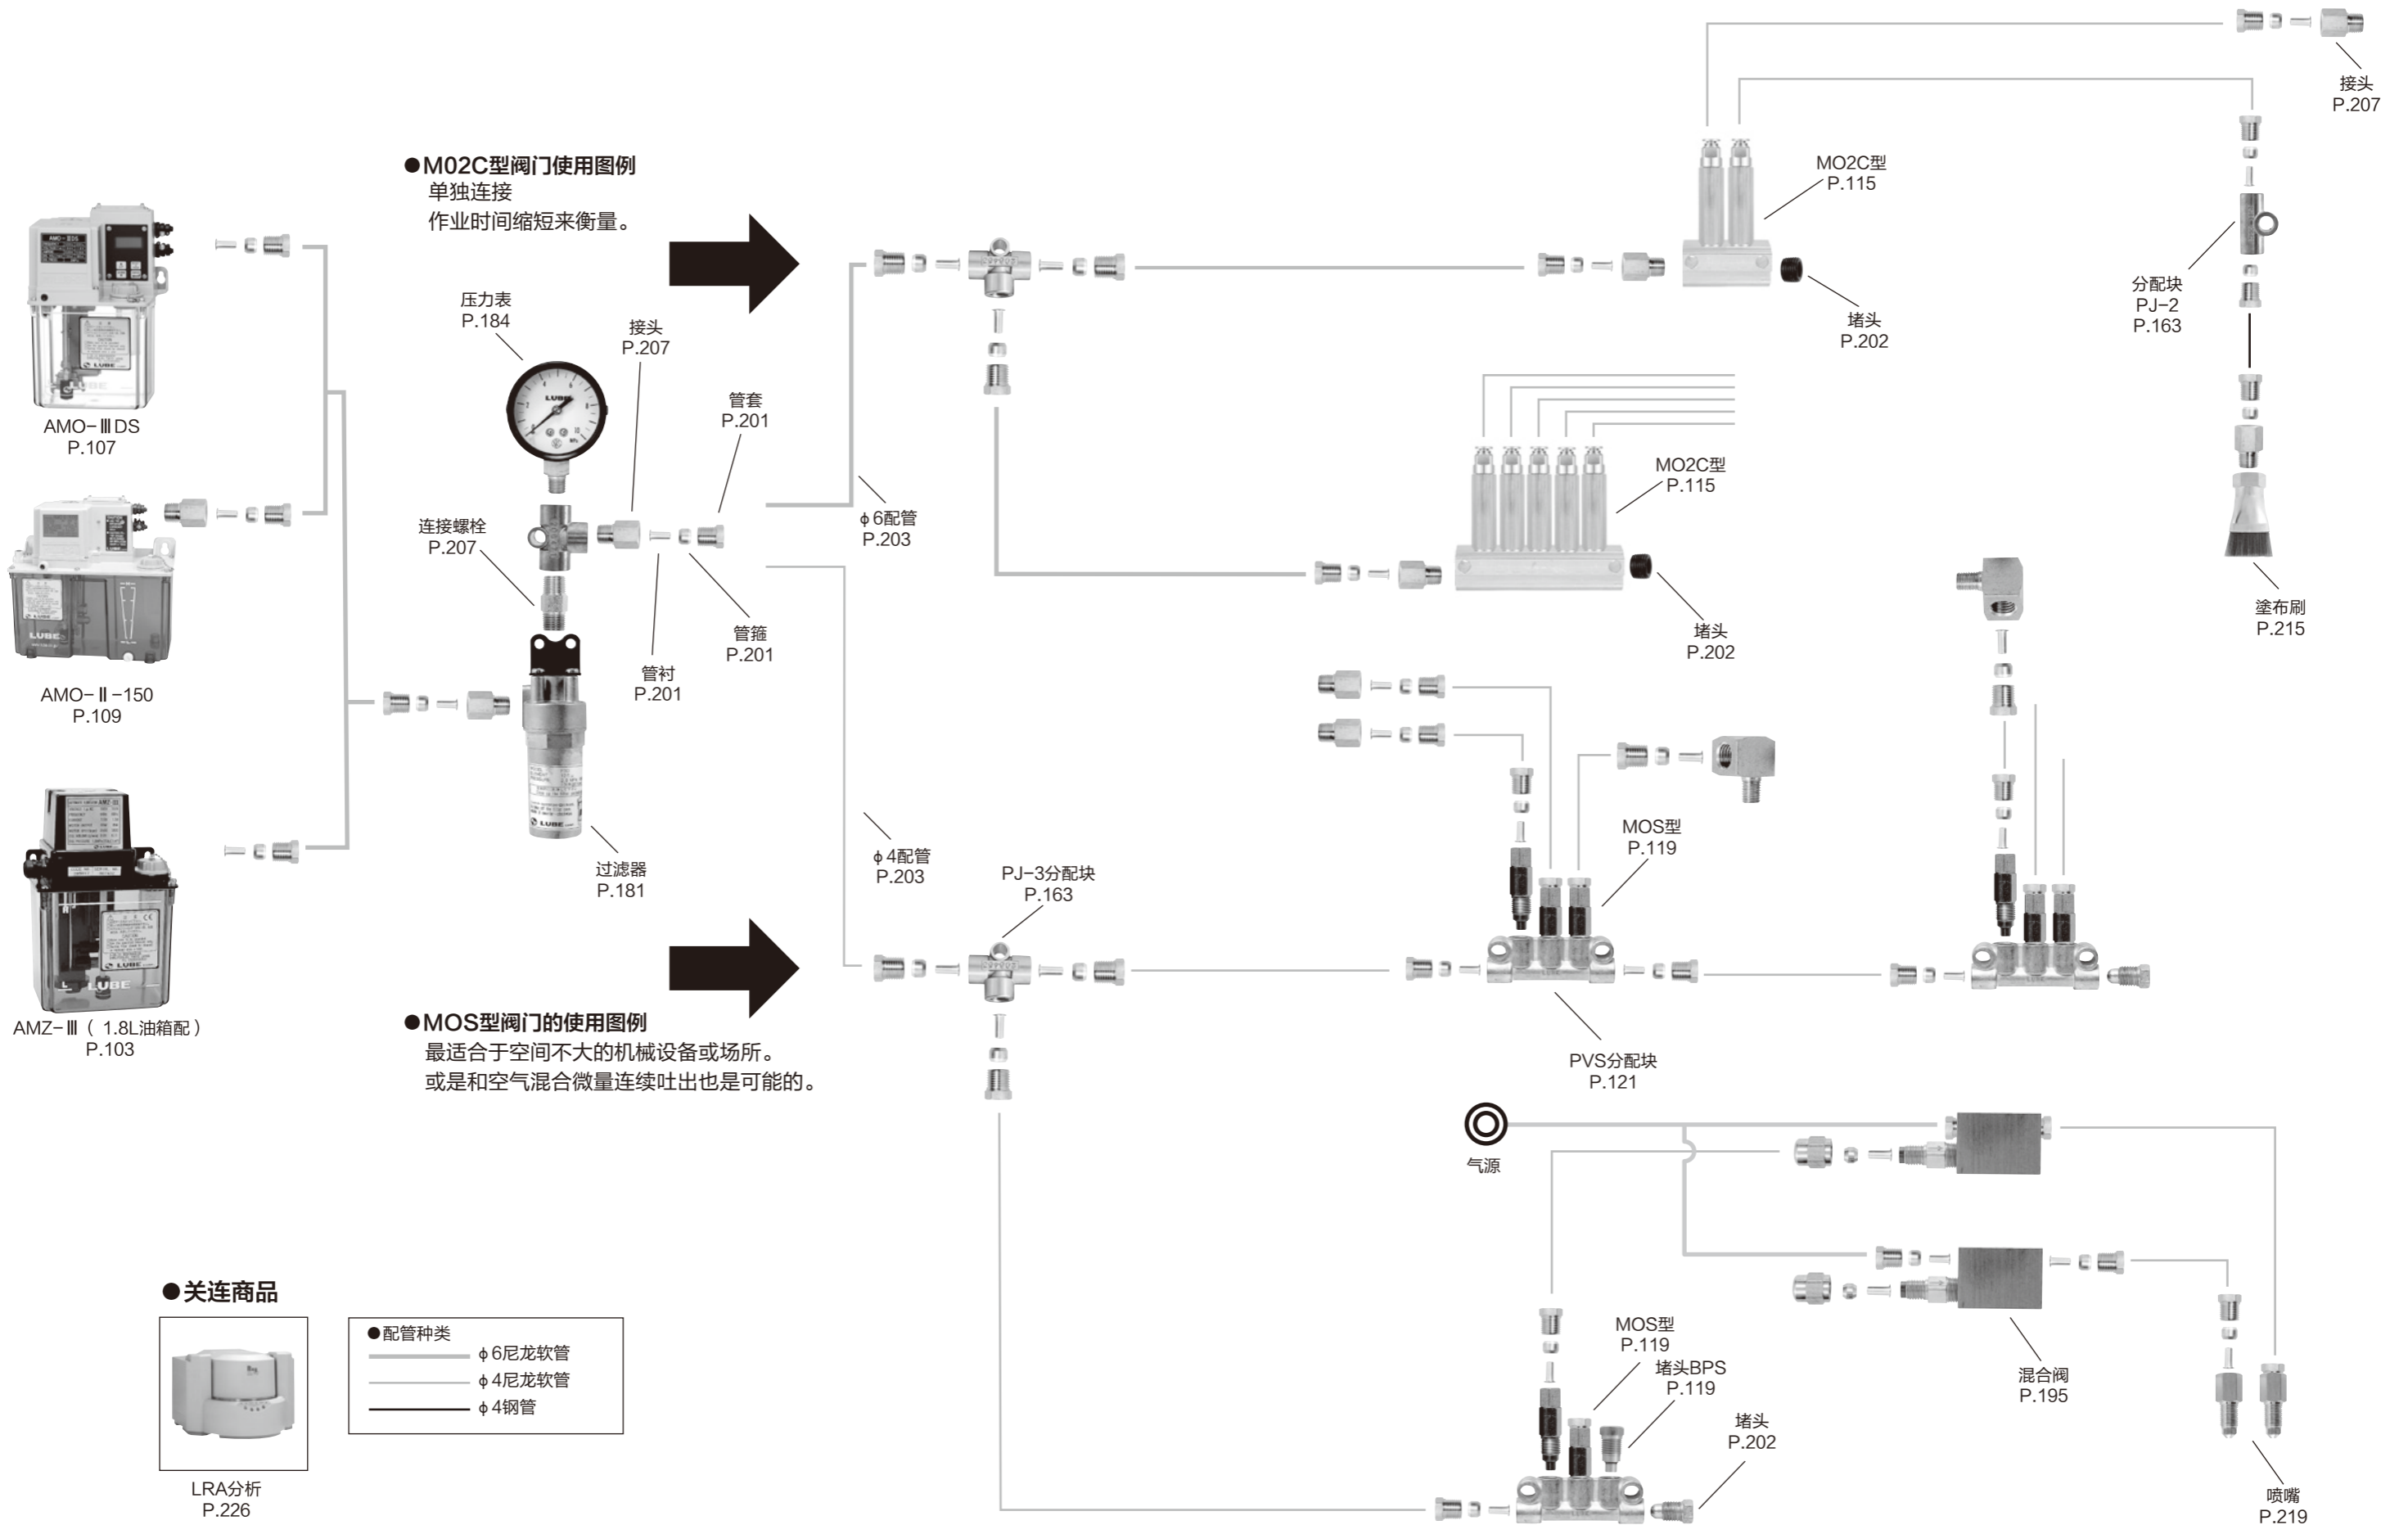 ●M02C型阀门使用图例
单独连接
作业时间缩短来衡量。
AMO-ⅢDS
P.107
AMO-Ⅱ-150
P.109
AMZ-Ⅲ（ 1.8L油箱配）
P.103
压力表
P.184
接头
P.207
管套
P.201
连接螺栓
P.207
管箍
P.201
管衬
P.201
过滤器
P.181
LUBE
LUBE
LUBE
LUBE
LUBE
φ6配管
P.203
φ4配管
P.203
MO2C型
P.115
堵头
P.202
接头
P.207
分配块
PJ-2
P.163
塗布刷
P.215
MO2C型
P.115
堵头
P.202
PJ-3分配块
P.163
MOS型
P.119
PVS分配块
P.121
●MOS型阀门的使用图例
最适合于空间不大的机械设备或场所。
或是和空气混合微量连续吐出也是可能的。
气源
MOS型
P.119
堵头BPS
P.119
堵头
P.202
混合阀
P.195
喷嘴
P.219
●关连商品
LRA分析
P.226
●配管种类
φ6尼龙软管
φ4尼龙软管
φ4钢管